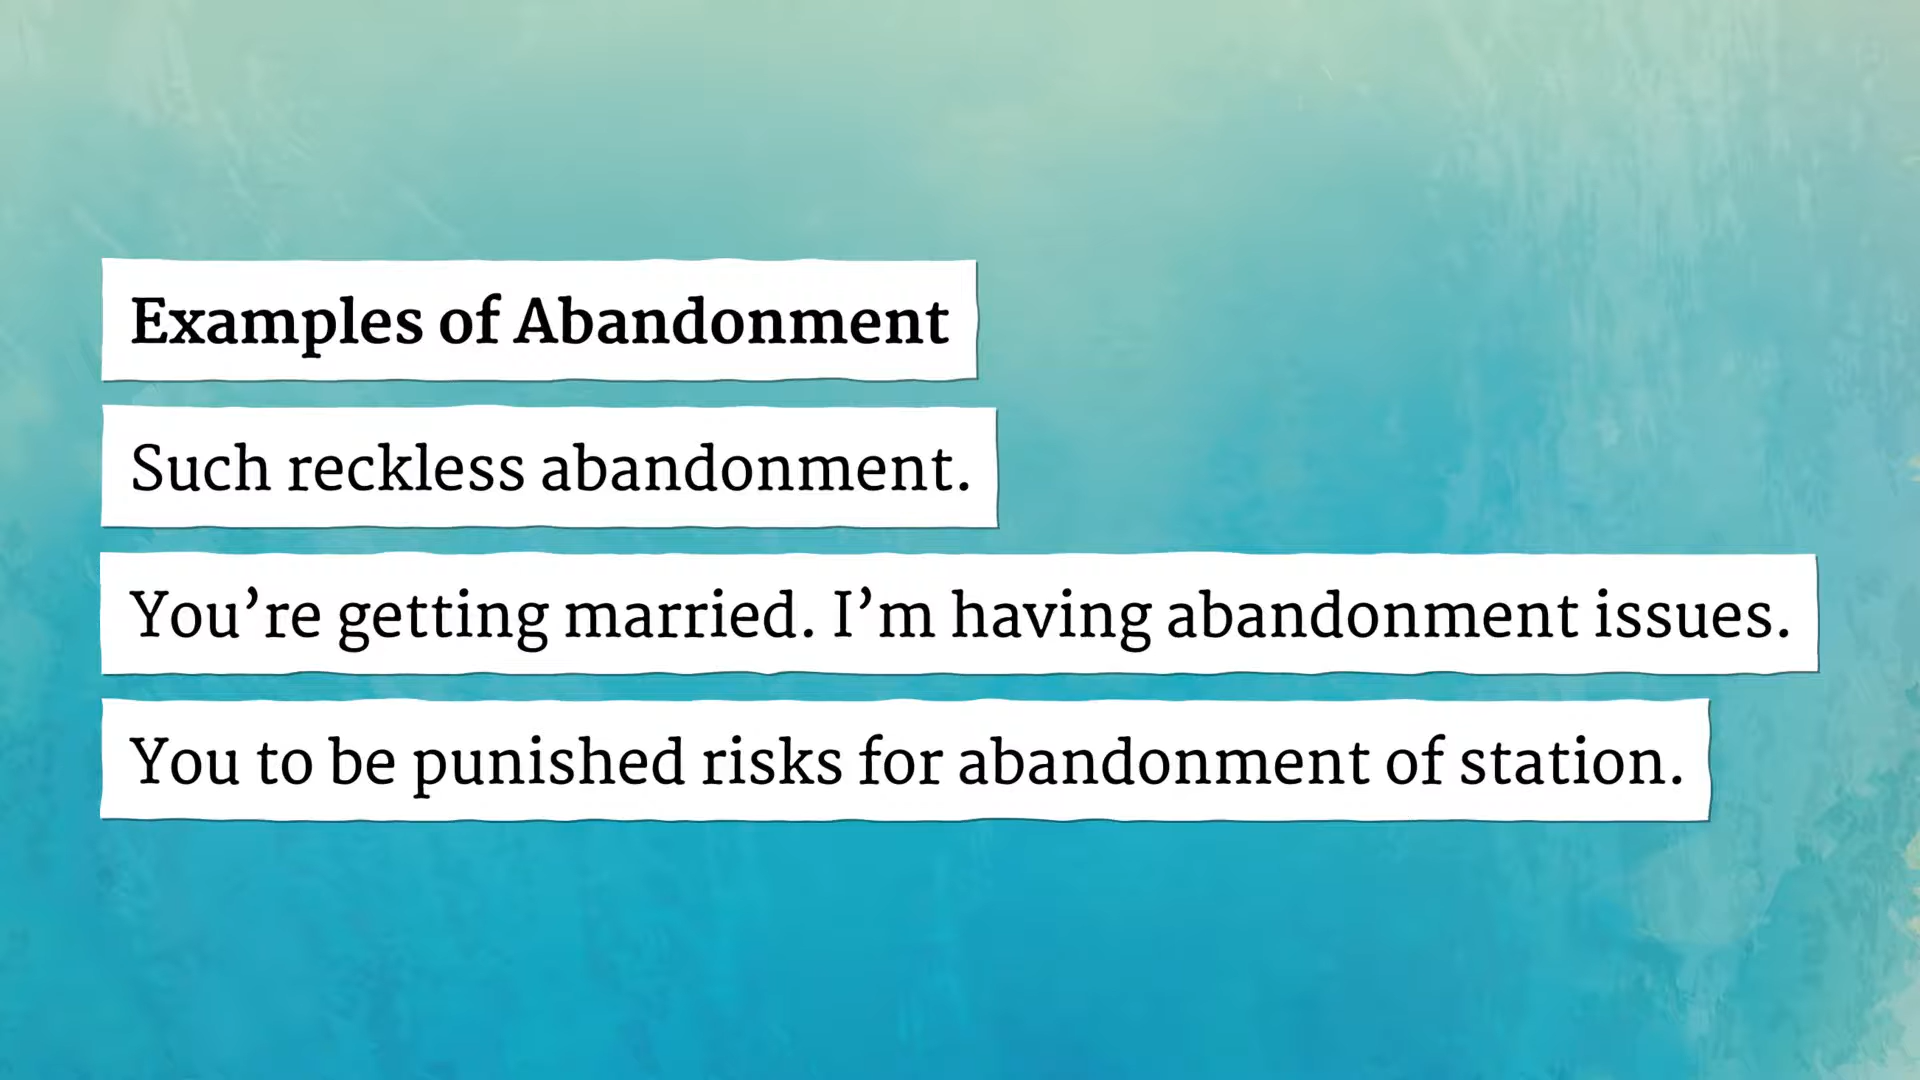 Examples of Abandonment
Such reckless abandonment.
You’re getting married. I’m having abandonment issues.
You to be punished risks for abandonment of station.